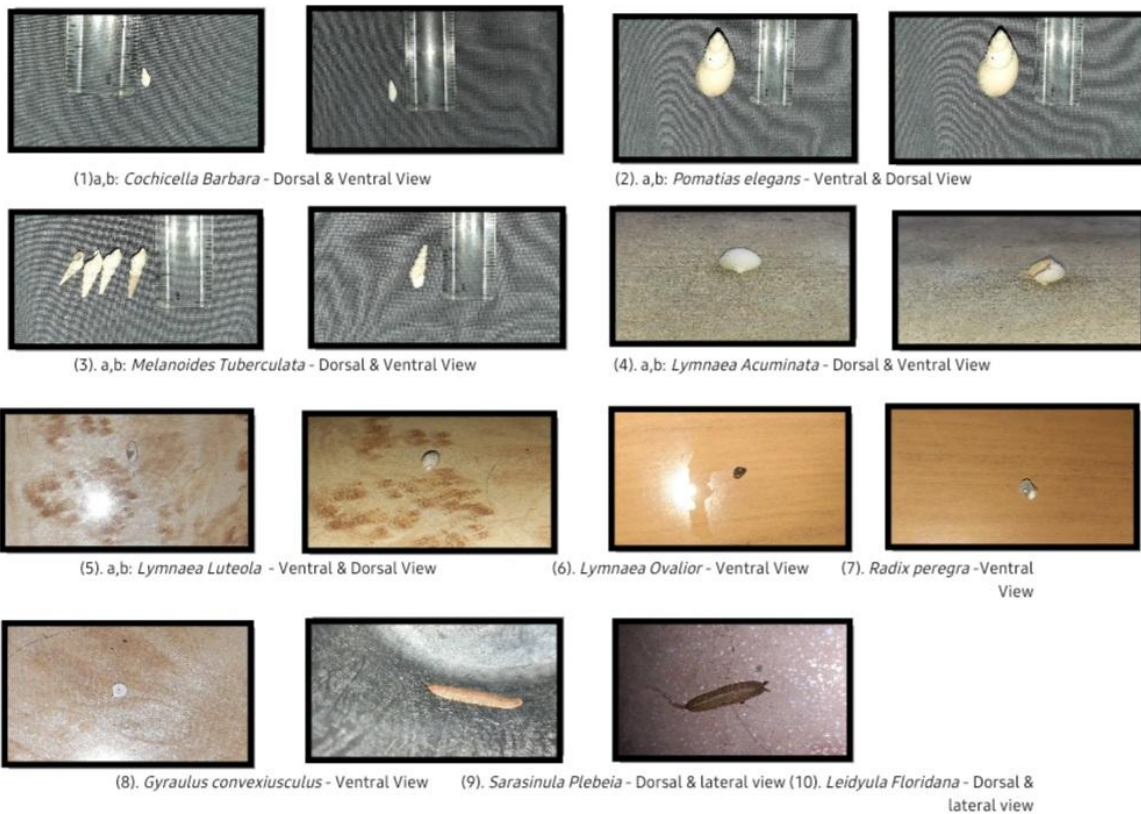 (1)a,b: Cochicella Barbara - Dorsal & Ventral View
(2). a,b: Pomatias elegans - Ventral & Dorsal View
(3). a,b: Melanoides Tuberculata - Dorsal & Ventral View
(4). a,b: Lymnaea Acuminata - Dorsal & Ventral View
(5). a,b: Lymnaea Luteola - Ventral & Dorsal View
(6). Lymnaea Ovalior - Ventral View
(7). Radix peregra -Ventral
View
(8). Gyraulus convexiusculus - Ventral View
(9). Sarasinula Plebeia - Dorsal & lateral view (10). Leidyula Floridana - Dorsal &
lateral view